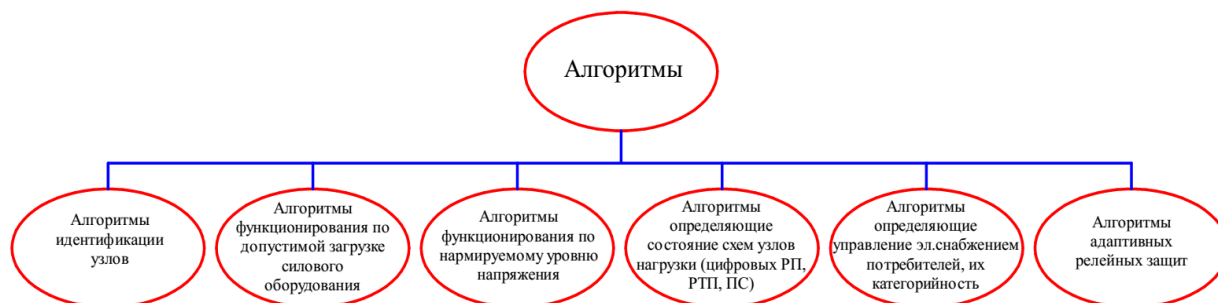 Алгоритмы
Алгоритмы
идентификации
узлов
Алгоритмы
функционирования по
допустимой загрузке
силового
оборудования
Алгоритмы
функционирования по
нармируемому уровню
напряжения
Алгоритмы
определяющие
состояние схем узлов
нагрузки (цифровых РП,
РТП, ПС)
Алгоритмы
определяющие
управление эл.снабжением
потребителей, их
категорийность
Алгоритмы
адаптивных
релейных защит